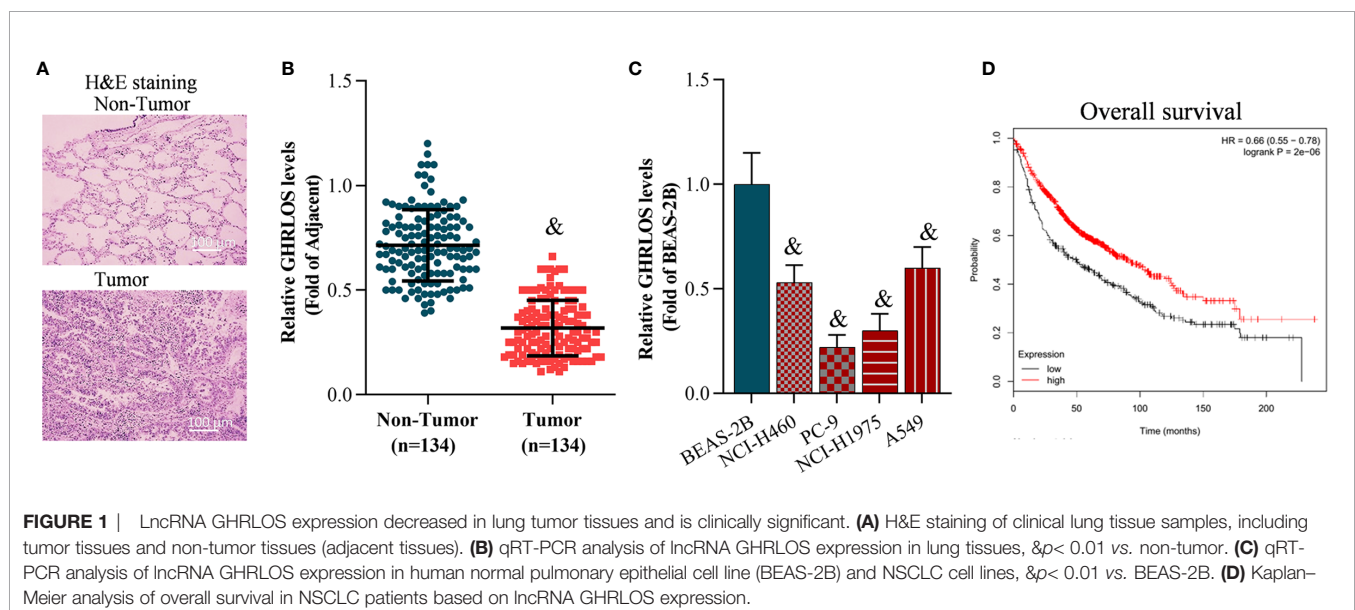 A
H&E staining
Non-Tumor
100 μm
Tumor
100 μm
B
Relative GHRLOS levels
(Fold of Adjacent)
1.5
1.0
0.5
0.0
&
Non-Tumor
(n=134)
Tumor
(n=134)
C
Relative GHRLOS levels
(Fold of BEAS-2B)
1.5
1.0
0.5
0.0
&
&
&
&
BEAS-2B
NCI-H460
PC-9
NCI-H1975
A549
D
Overall survival
HR = 0.66 (0.55 − 0.78)
logrank P = 2e−06
Probability
1.0
0.8
0.6
0.4
0.2
0.0
Expression
low
high
0
50
100
150
200
Time (months)
FIGURE 1 | LncRNA GHRLOS expression decreased in lung tumor tissues and is clinically significant. (A) H&E staining of clinical lung tissue samples, including
tumor tissues and non-tumor tissues (adjacent tissues). (B) qRT-PCR analysis of lncRNA GHRLOS expression in lung tissues, &p< 0.01 vs. non-tumor. (C) qRT-
PCR analysis of lncRNA GHRLOS expression in human normal pulmonary epithelial cell line (BEAS-2B) and NSCLC cell lines, &p< 0.01 vs. BEAS-2B. (D) Kaplan–
Meier analysis of overall survival in NSCLC patients based on lncRNA GHRLOS expression.